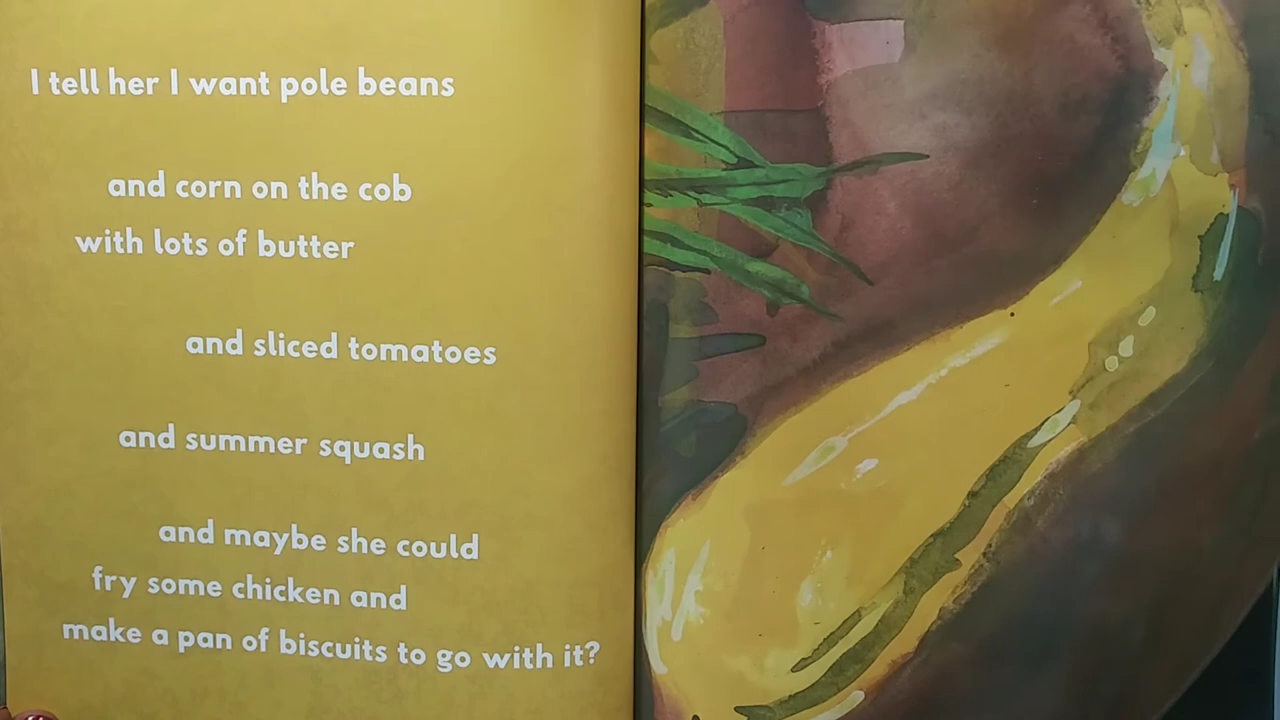 I tell her I want pole beans
and corn on the cob
with lots of butter
and sliced tomatoes
and summer squash
and maybe she could
fry some chicken and
make a pan of biscuits to go with it?